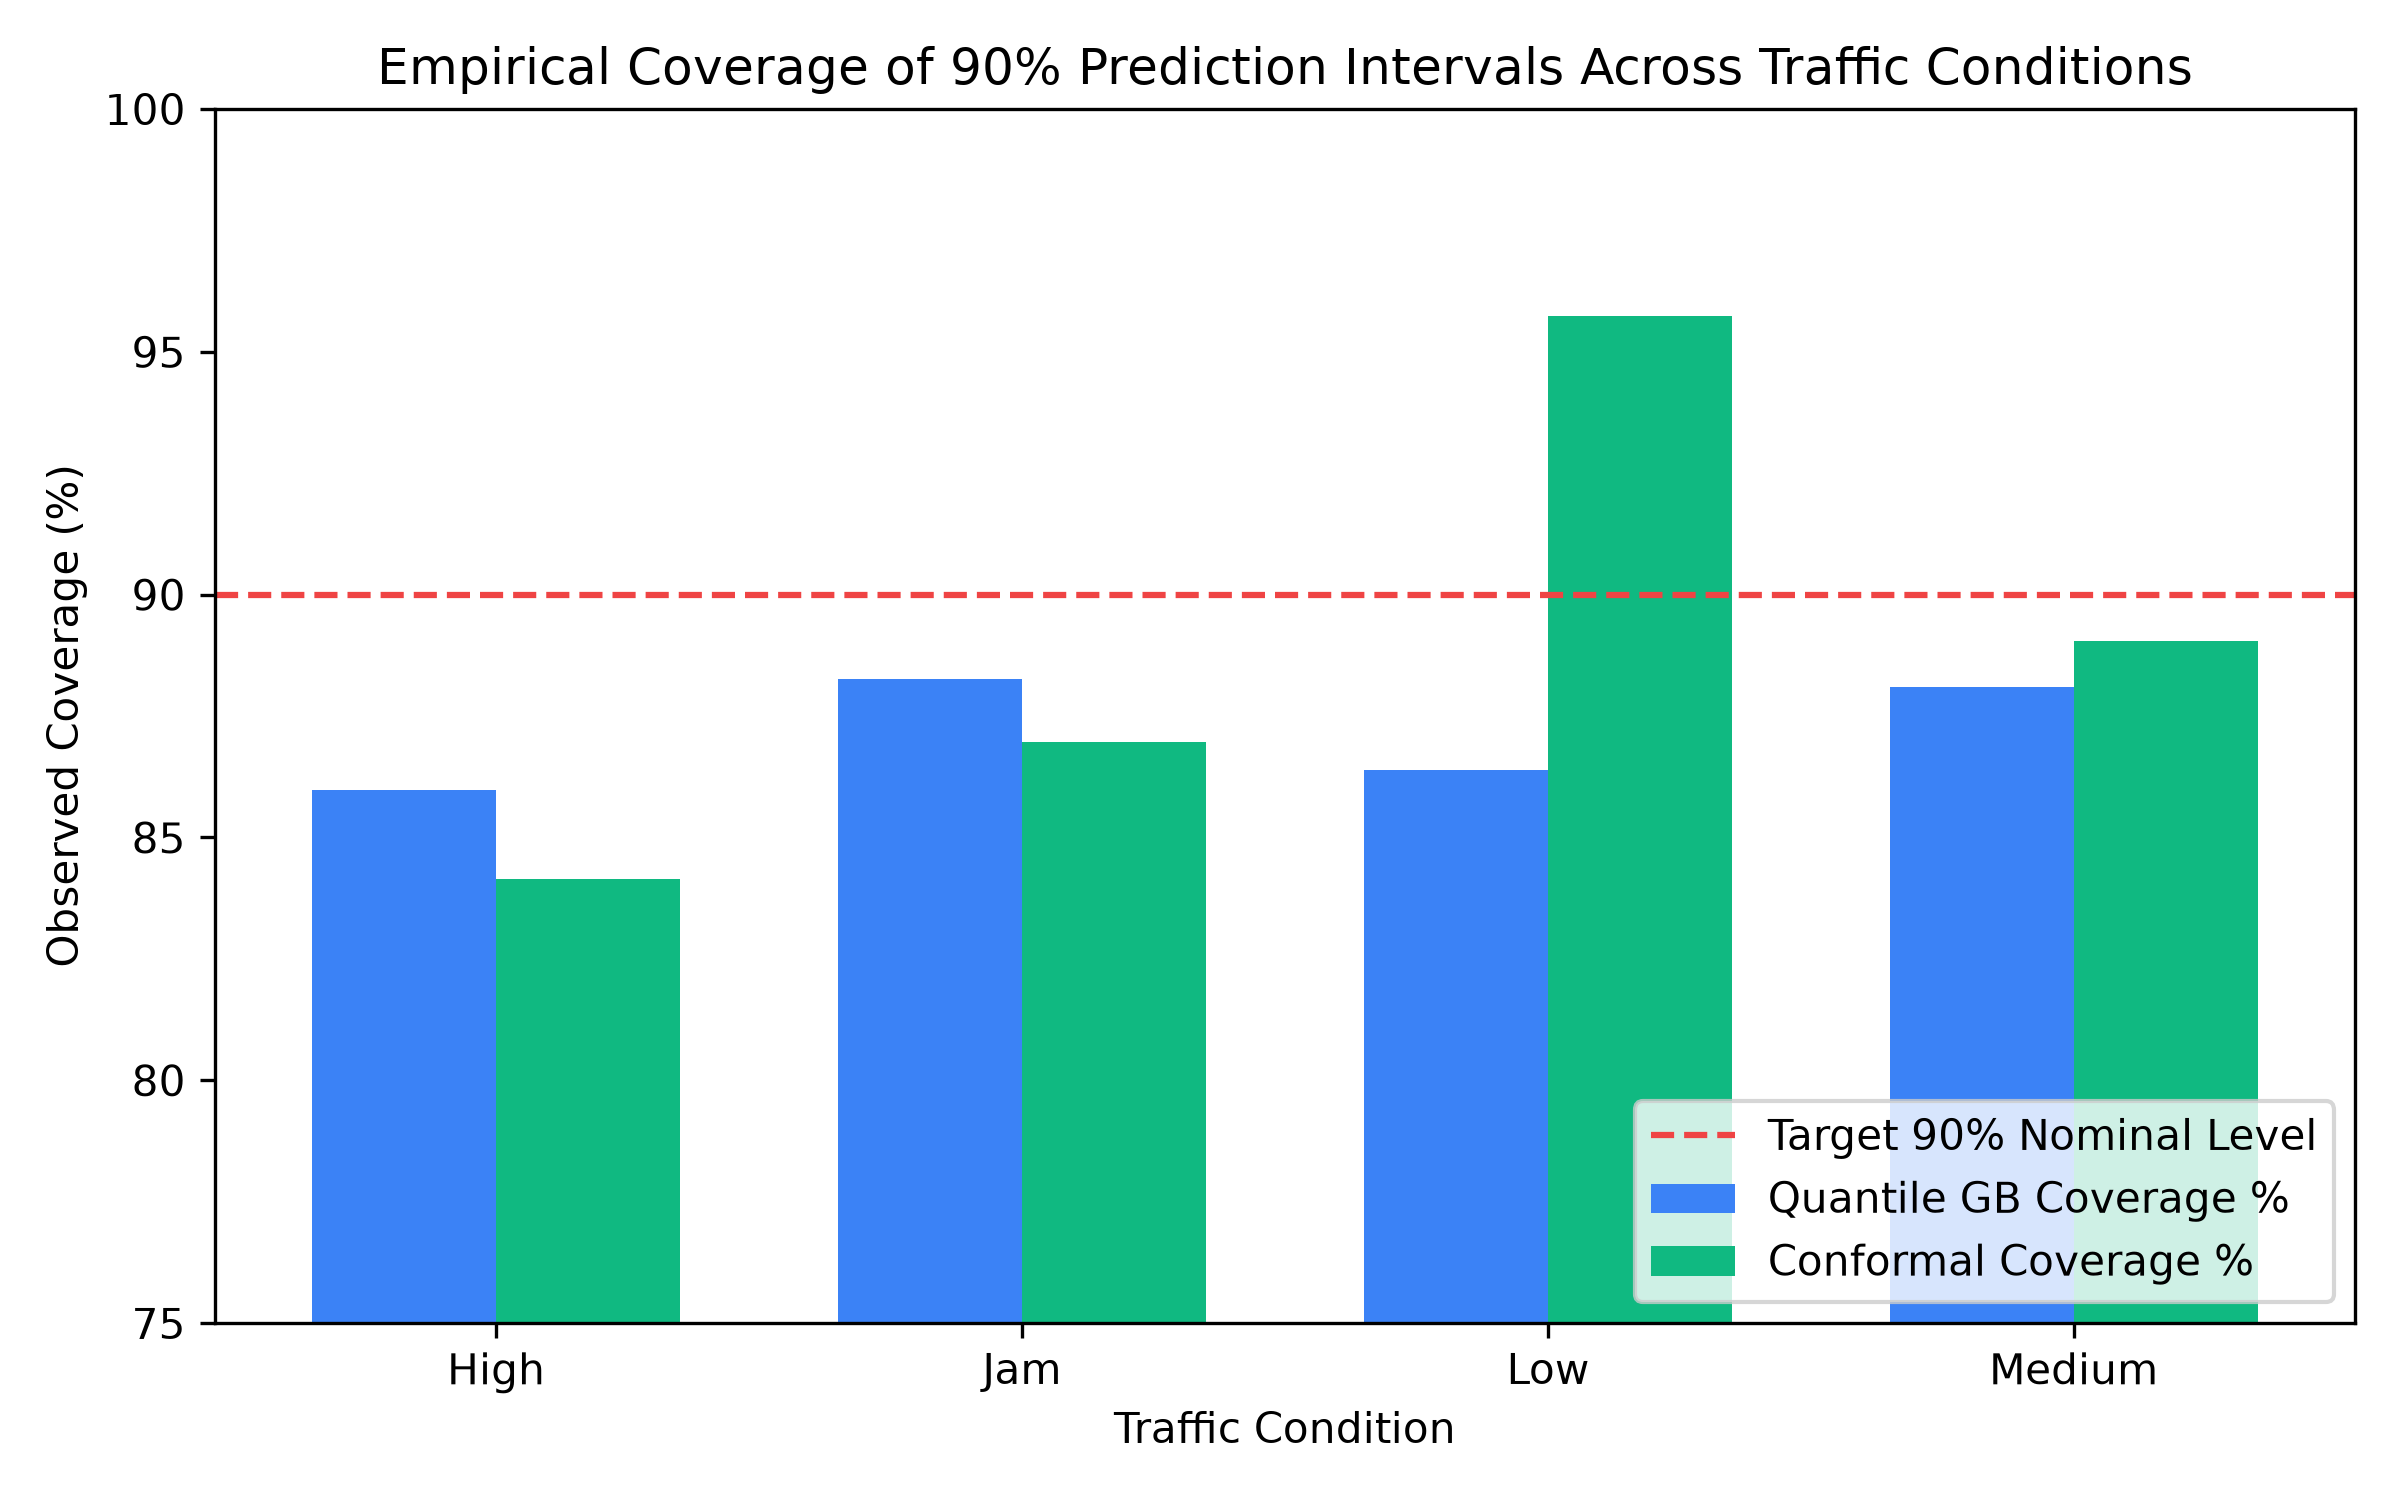 Empirical Coverage of 90% Prediction Intervals Across Traffic Conditions
100
95
90
85
80
75
Observed Coverage (%)
Target 90% Nominal Level
Quantile GB Coverage %
Conformal Coverage %
High
Jam
Low
Medium
Traffic Condition